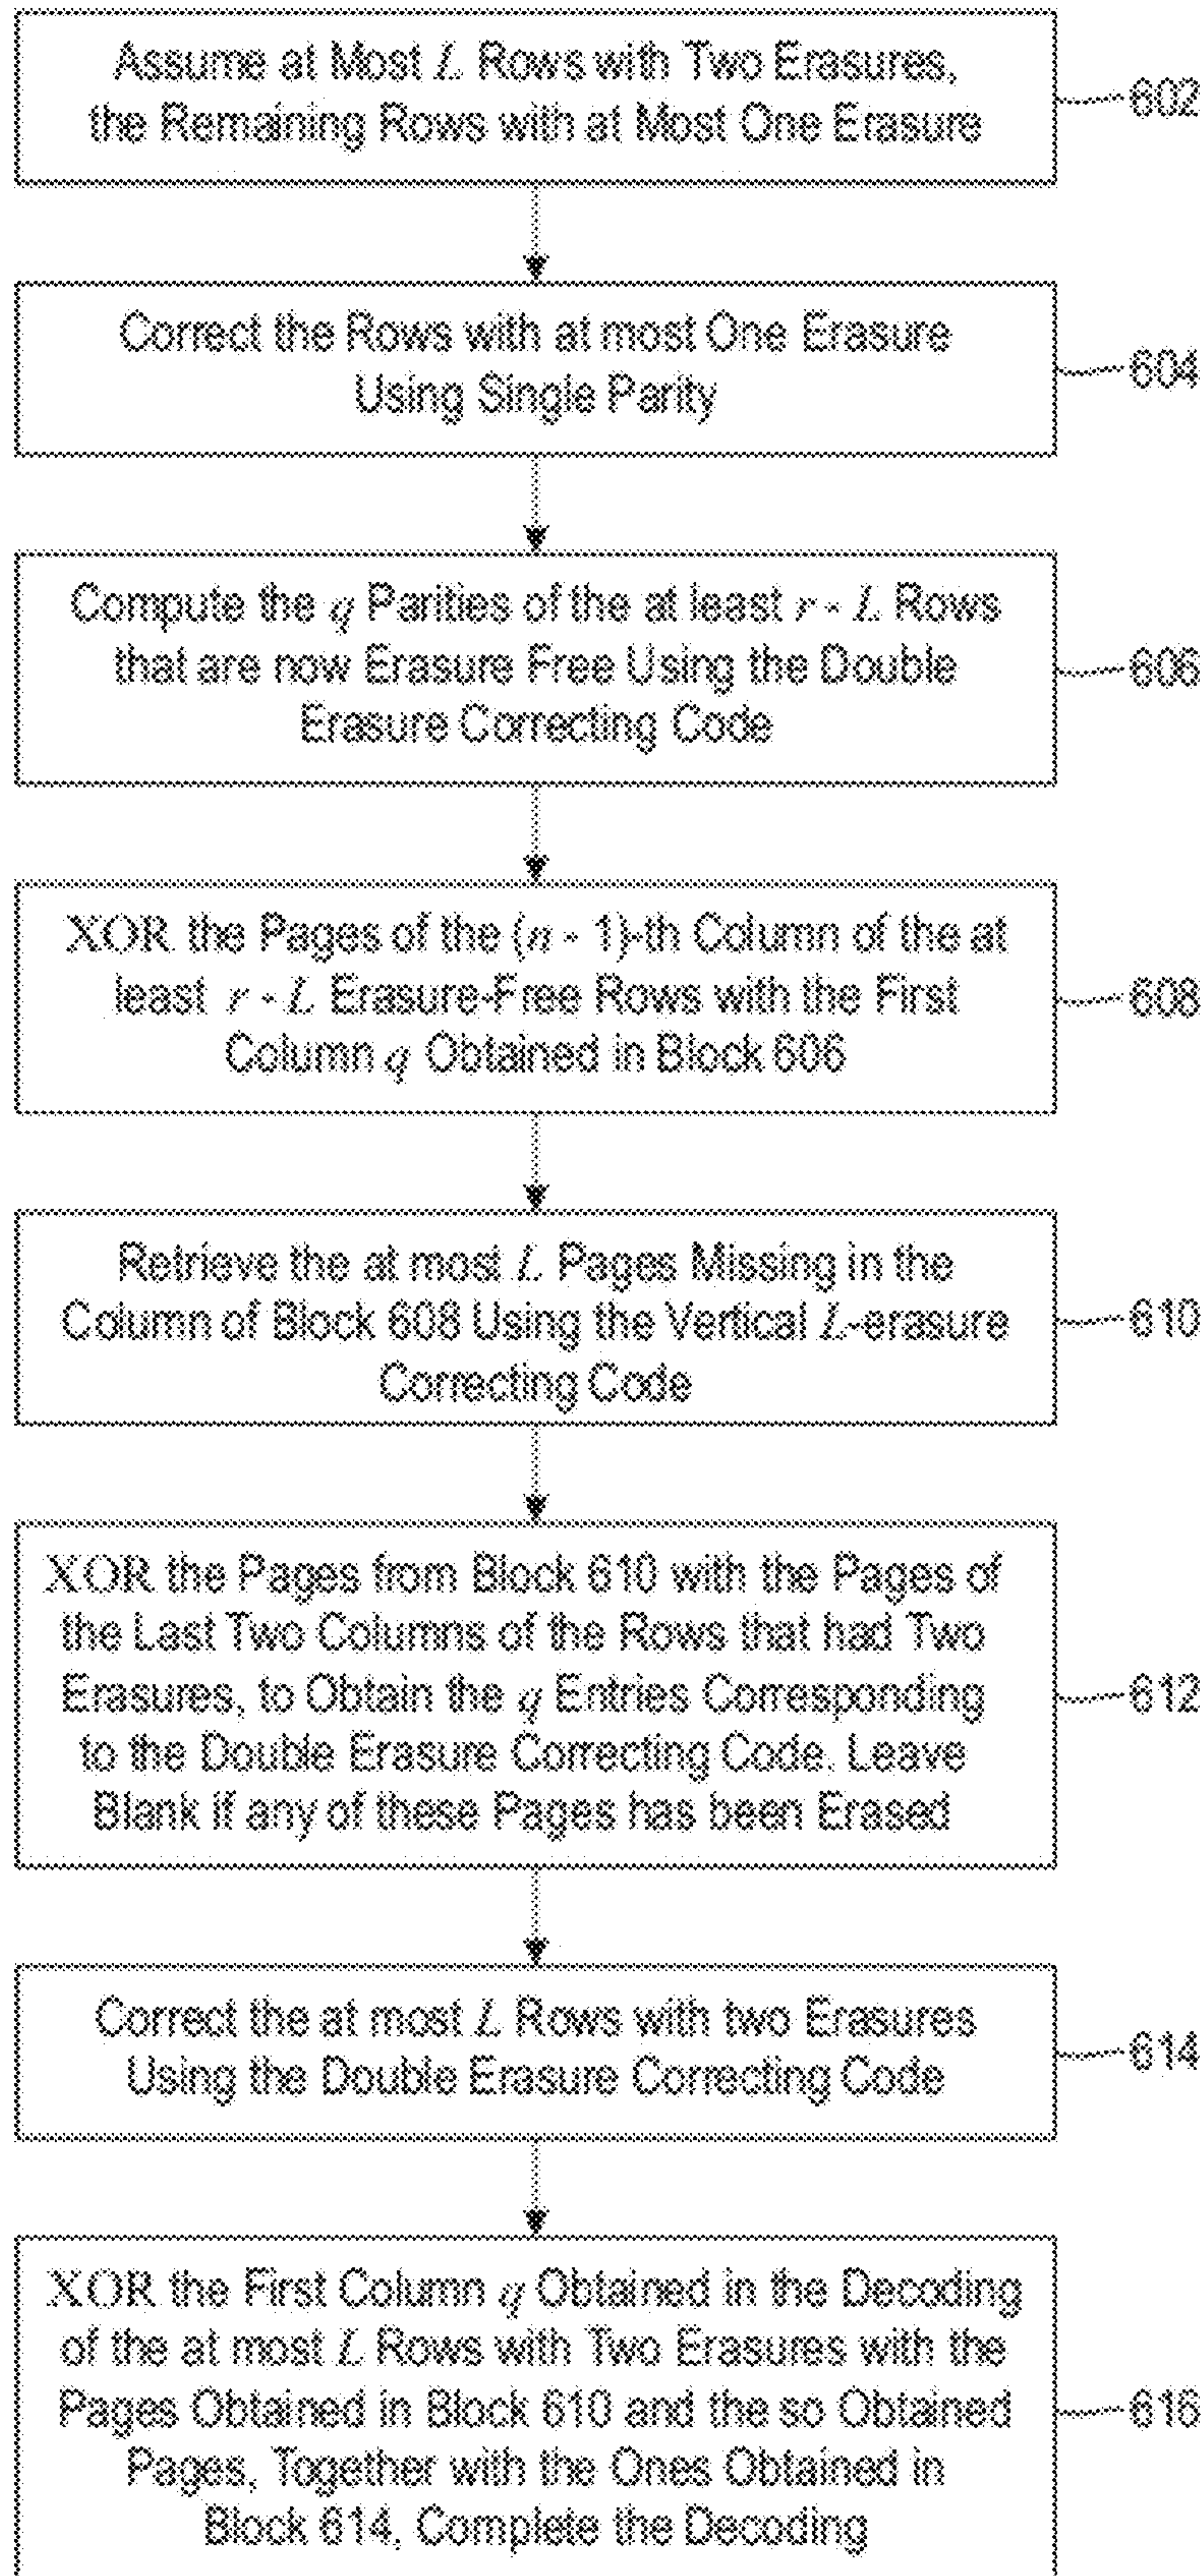 Assume at Most L Rows with Two Erasures,
the Remaining Rows with at Most One Erasure
602
Correct the Rows with at most One Erasure
Using Single Parity
604
Compute the q Parities of the at least r - L Rows
that are now Erasure Free Using the Double
Erasure Correcting Code
606
XOR the Pages of the (n - 1)-th Column of the at
least r - L Erasure-Free Rows with the First
Column q Obtained in Block 606
608
Retrieve the at most L Pages Missing in the
Column of Block 608 Using the Vertical L-erasure
Correcting Code
610
XOR the Pages from Block 610 with the Pages of
the Last Two Columns of the Rows that had Two
Erasures, to Obtain the q Entries Corresponding
to the Double Erasure Correcting Code. Leave
Blank if any of these Pages has been Erased
612
Correct the at most L Rows with two Erasures
Using the Double Erasure Correcting Code
614
XOR the First Column q Obtained in the Decoding
of the at most L Rows with Two Erasures with the
Pages Obtained in Block 610 and the so Obtained
Pages, Together with the Ones Obtained in
Block 614, Complete the Decoding
616